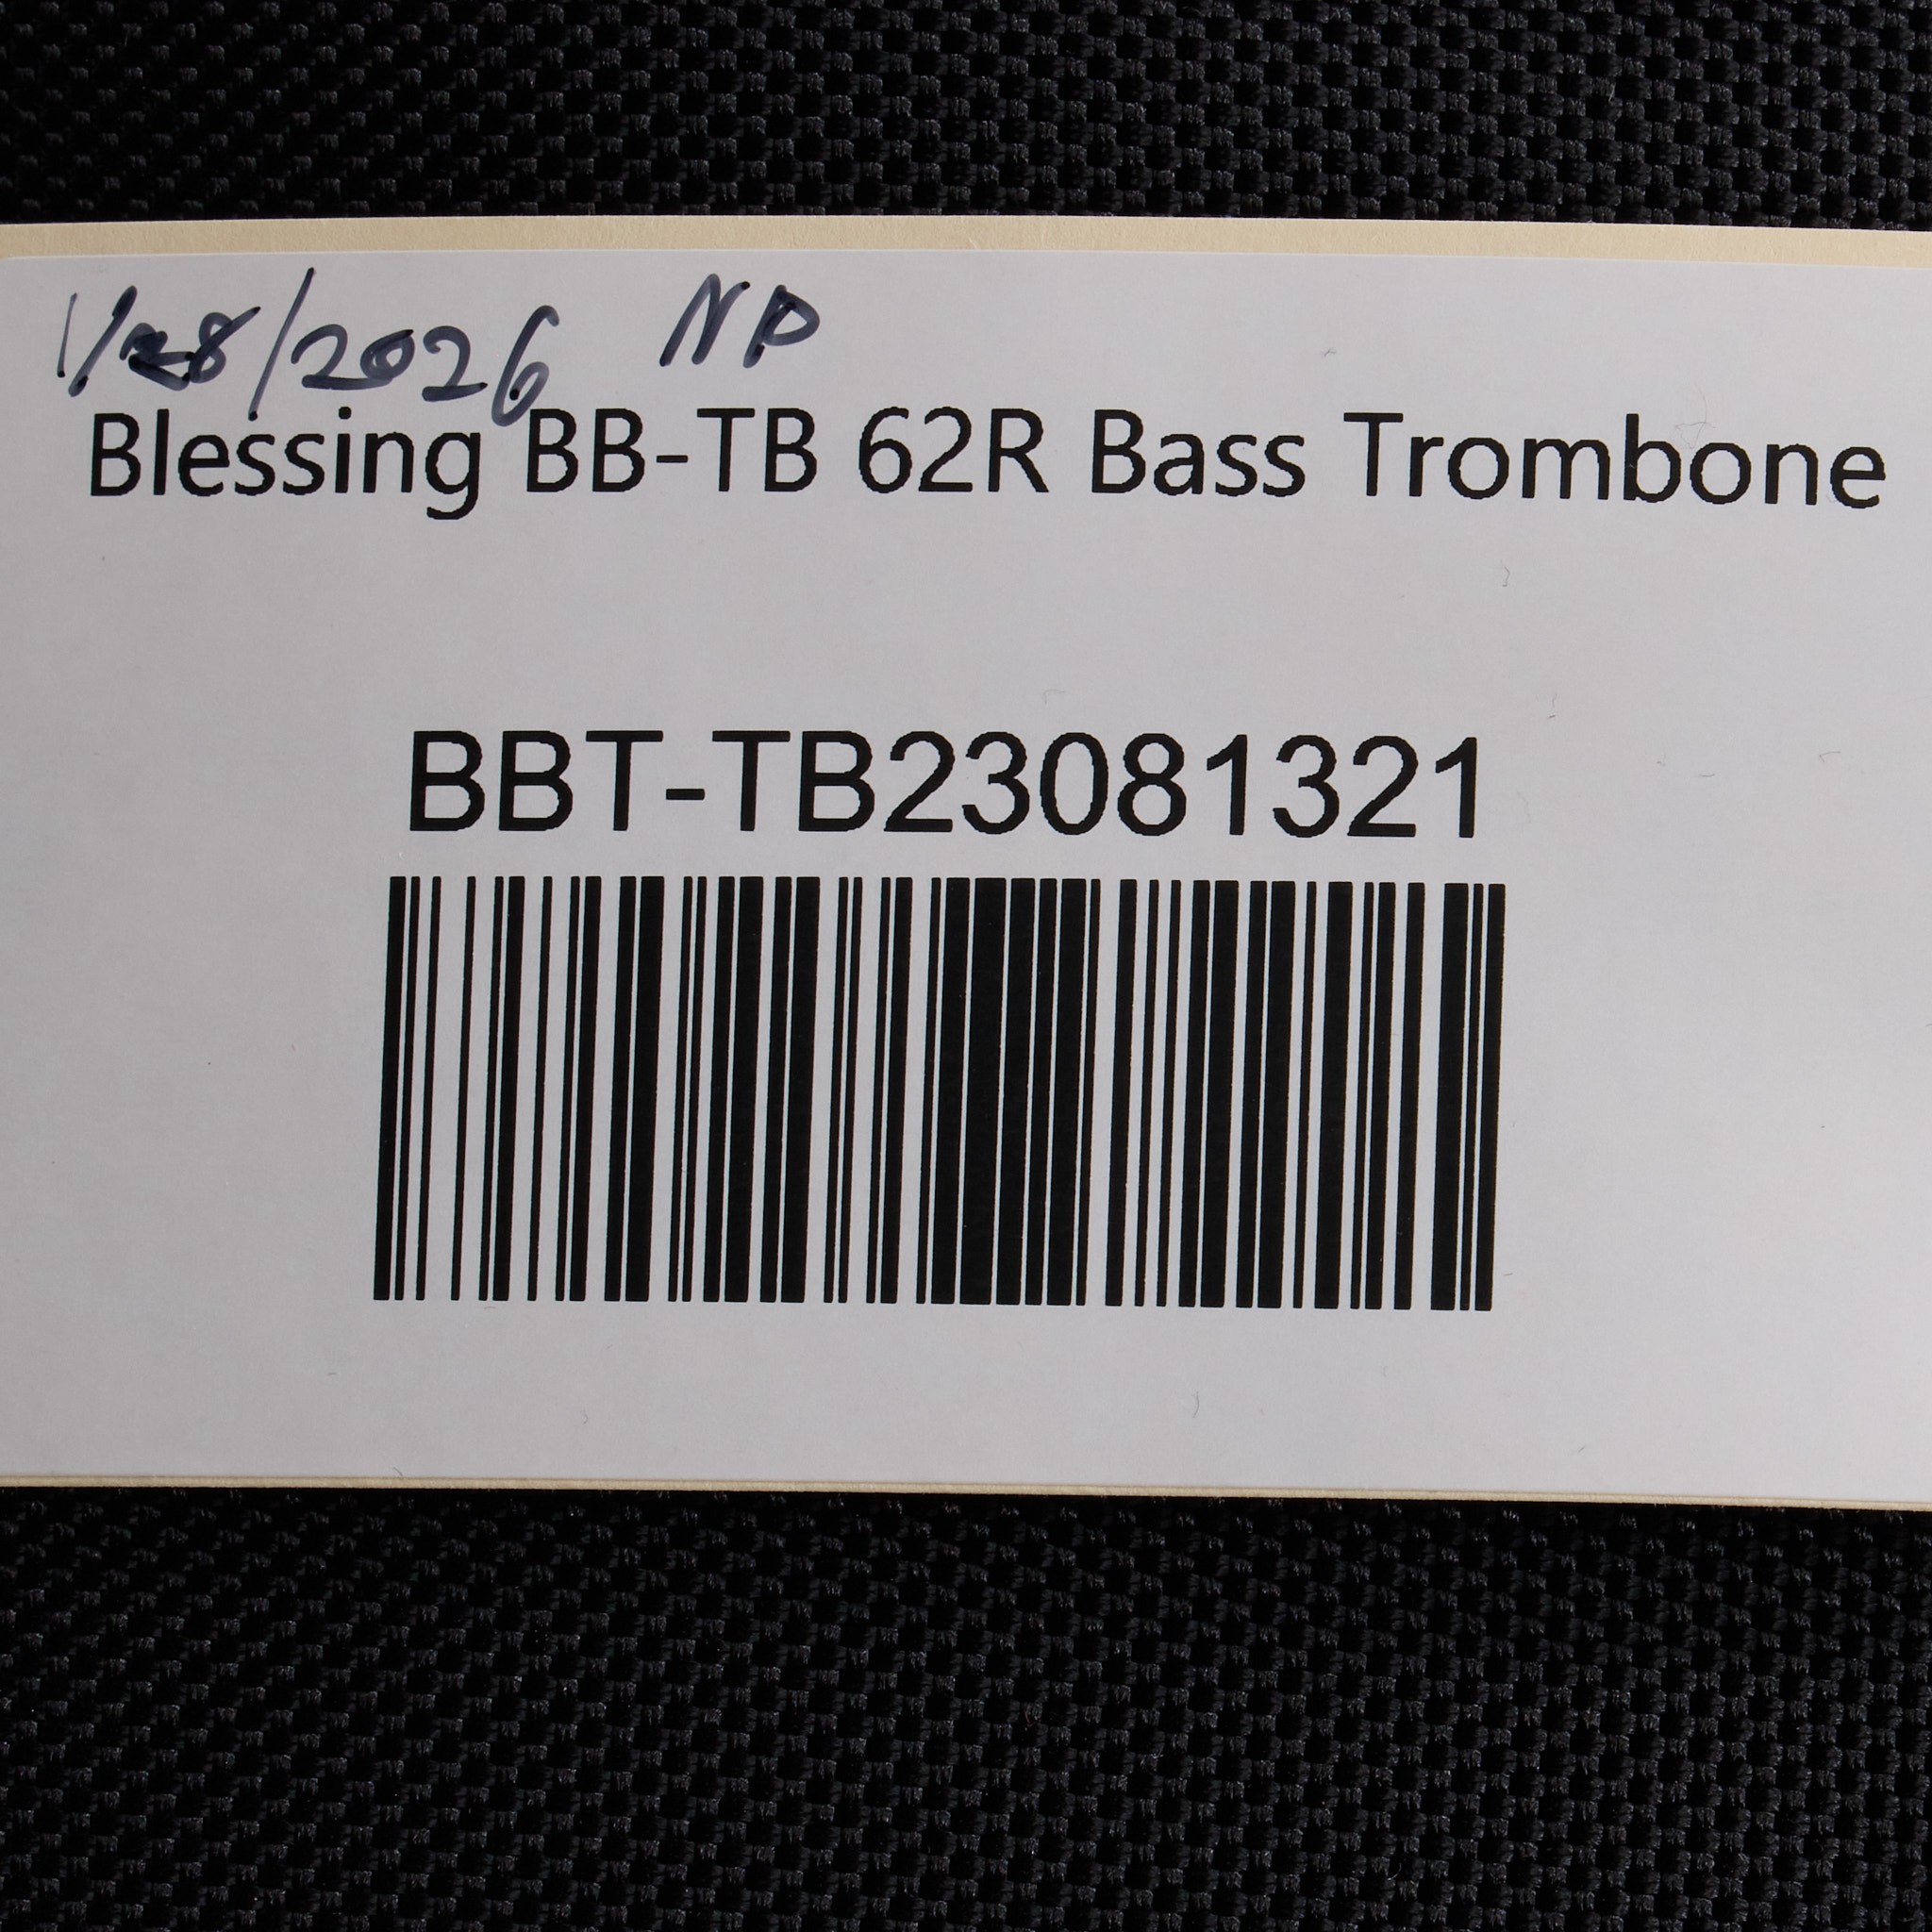 1/28/2026 NP
Blessing BB-TB 62R Bass Trombone
BBT-TB23081321